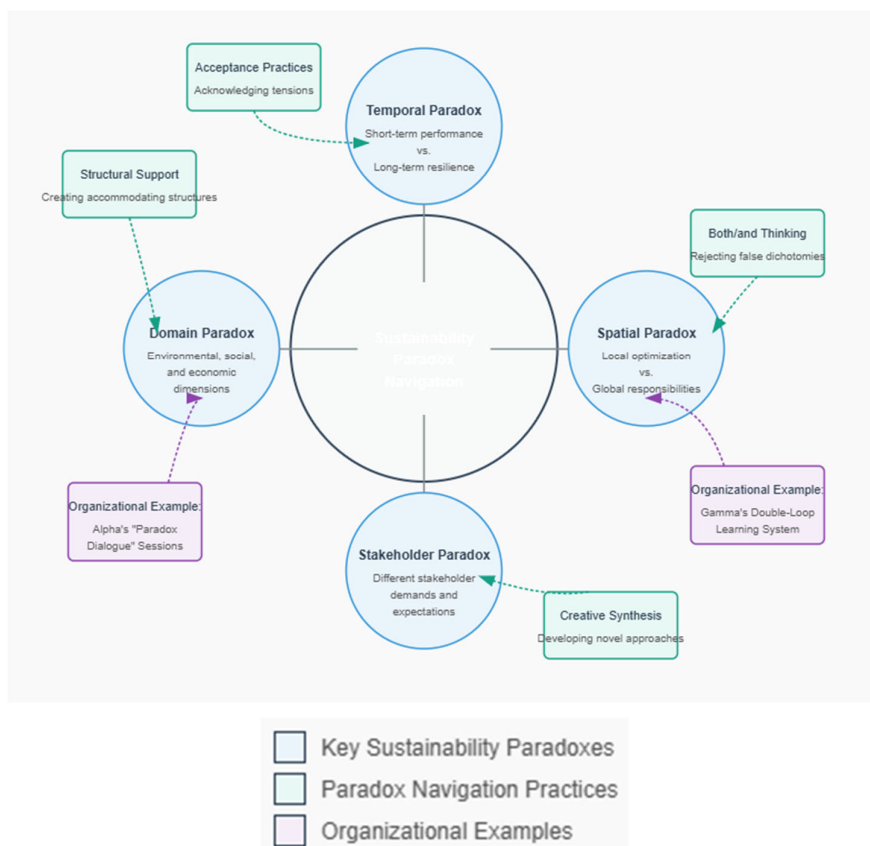 Acceptance Practices
Acknowledging tensions
Temporal Paradox
Short-term performance
vs.
Long-term resilience
Structural Support
Creating accommodating structures
Both/and Thinking
Rejecting false dichotomies
Domain Paradox
Environmental, social,
and economic
dimensions
Sustainability
Paradox
Navigation
Spatial Paradox
Local optimization
vs.
Global responsibilities
Organizational Example:
Alpha's "Paradox
Dialogue" Sessions
Organizational Example:
Gamma's Double-Loop
Learning System
Stakeholder Paradox
Different stakeholder
demands and
expectations
Creative Synthesis
Developing novel approaches
Key Sustainability Paradoxes
Paradox Navigation Practices
Organizational Examples